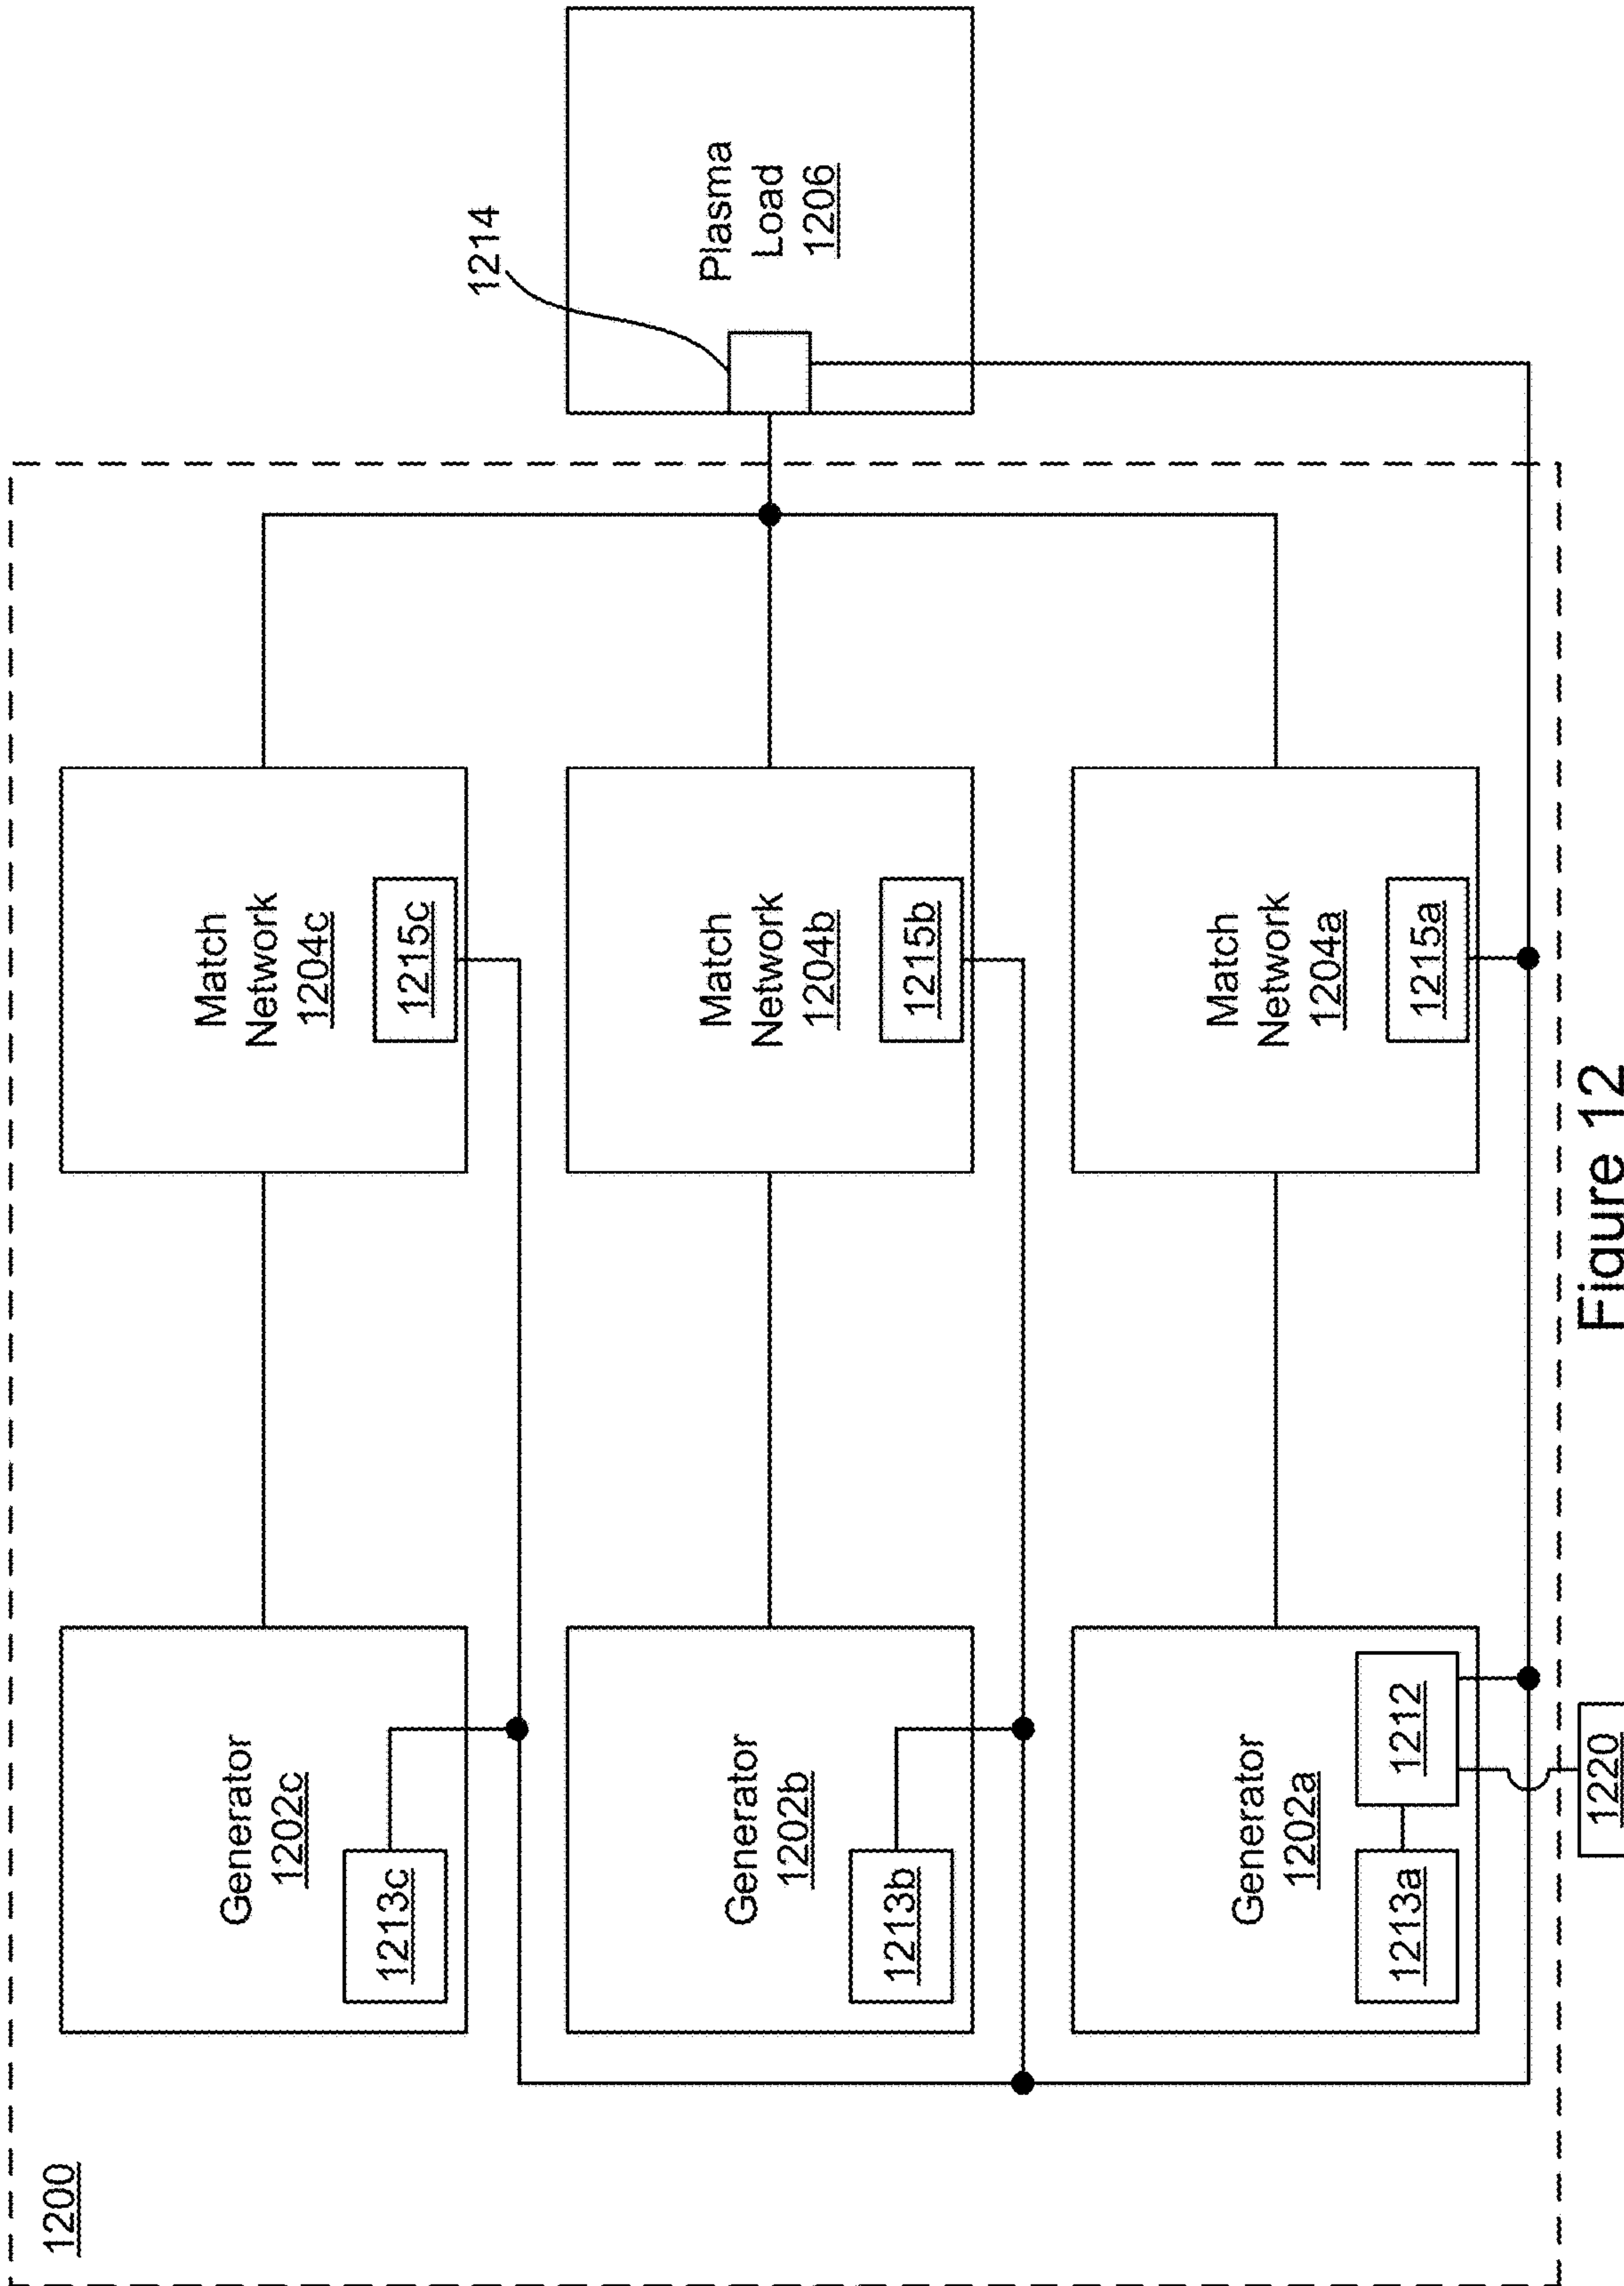 1200
Generator
1202c
1213c
Match
Network
1204c
1215c
1214
Generator
1202b
1213b
Match
Network
1204b
1215b
Plasma
Load
1206
Generator
1202a
1213a
1212
Match
Network
1204a
1215a
1220
Figure 12